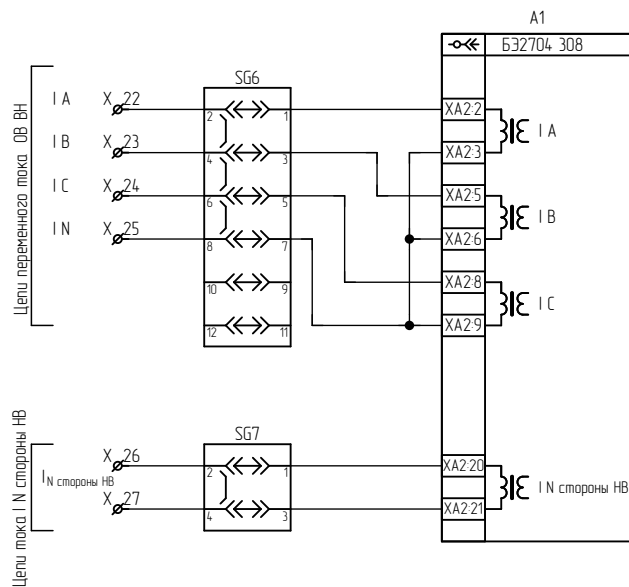 A1
БЭ2704 308
SG6
Цепи переменного тока ОВ ВН
I A X 22 2 1 XA2:2 I A
I B X 23 4 3 XA2:3
I C X 24 6 5 XA2:5 I B
I N X 25 8 7 XA2:6
10 9 XA2:8 I C
12 11 XA2:9
SG7
Цепи тока I N стороны НВ
X 26 2 1 XA2:20
I N стороны НВ I N стороны НВ
X 27 4 3 XA2:21